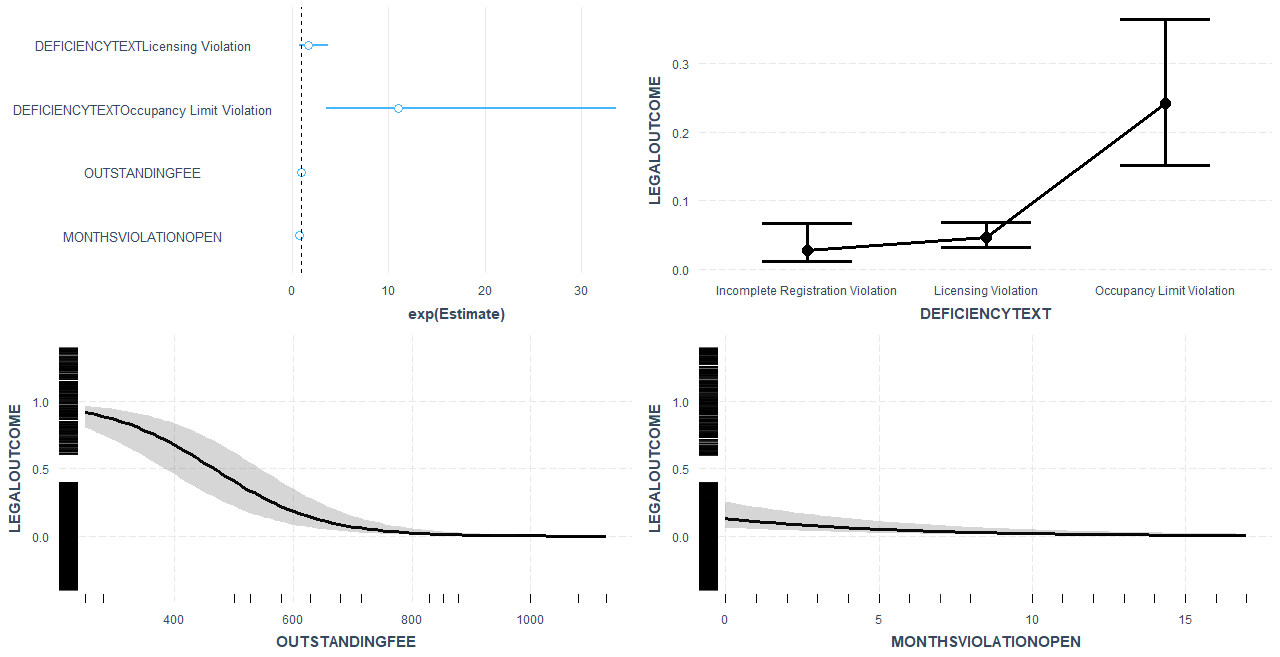 DEFICIENCYTEXTLicensing Violation
DEFICIENCYTEXTOccupancy Limit Violation
OUTSTANDINGFEE
MONTHSVIOLATIONOPEN
0 10 20 30
exp(Estimate)
LEGALOUTCOME
0.3
0.2
0.1
0.0
Incomplete Registration Violation Licensing Violation Occupancy Limit Violation
DEFICIENCYTEXT
LEGALOUTCOME
1.0
0.5
0.0
400 600 800 1000
OUTSTANDINGFEE
LEGALOUTCOME
1.0
0.5
0.0
0 5 10 15
MONTHSVIOLATIONOPEN